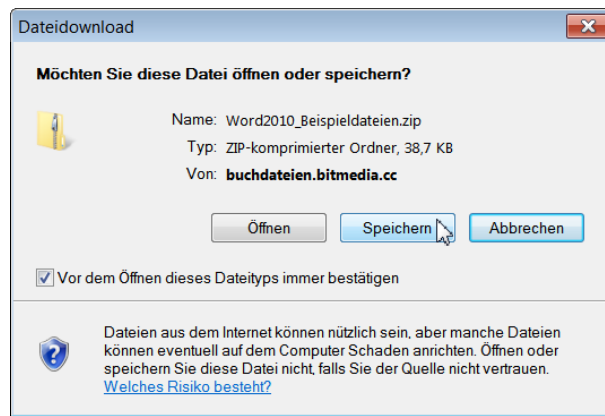 Dateidownload
Möchten Sie diese Datei öffnen oder speichern?
Name: Word2010_Beispieldateien.zip
Typ: ZIP-komprimierter Ordner, 38,7 KB
Von: buchdateien.bitmedia.cc
Öffnen Speichern Abbrechen
Vor dem Öffnen dieses Dateityps immer bestätigen
Dateien aus dem Internet können nützlich sein, aber manche Dateien
können eventuell auf dem Computer Schaden anrichten. Öffnen oder
speichern Sie diese Datei nicht, falls Sie der Quelle nicht vertrauen.
Welches Risiko besteht?